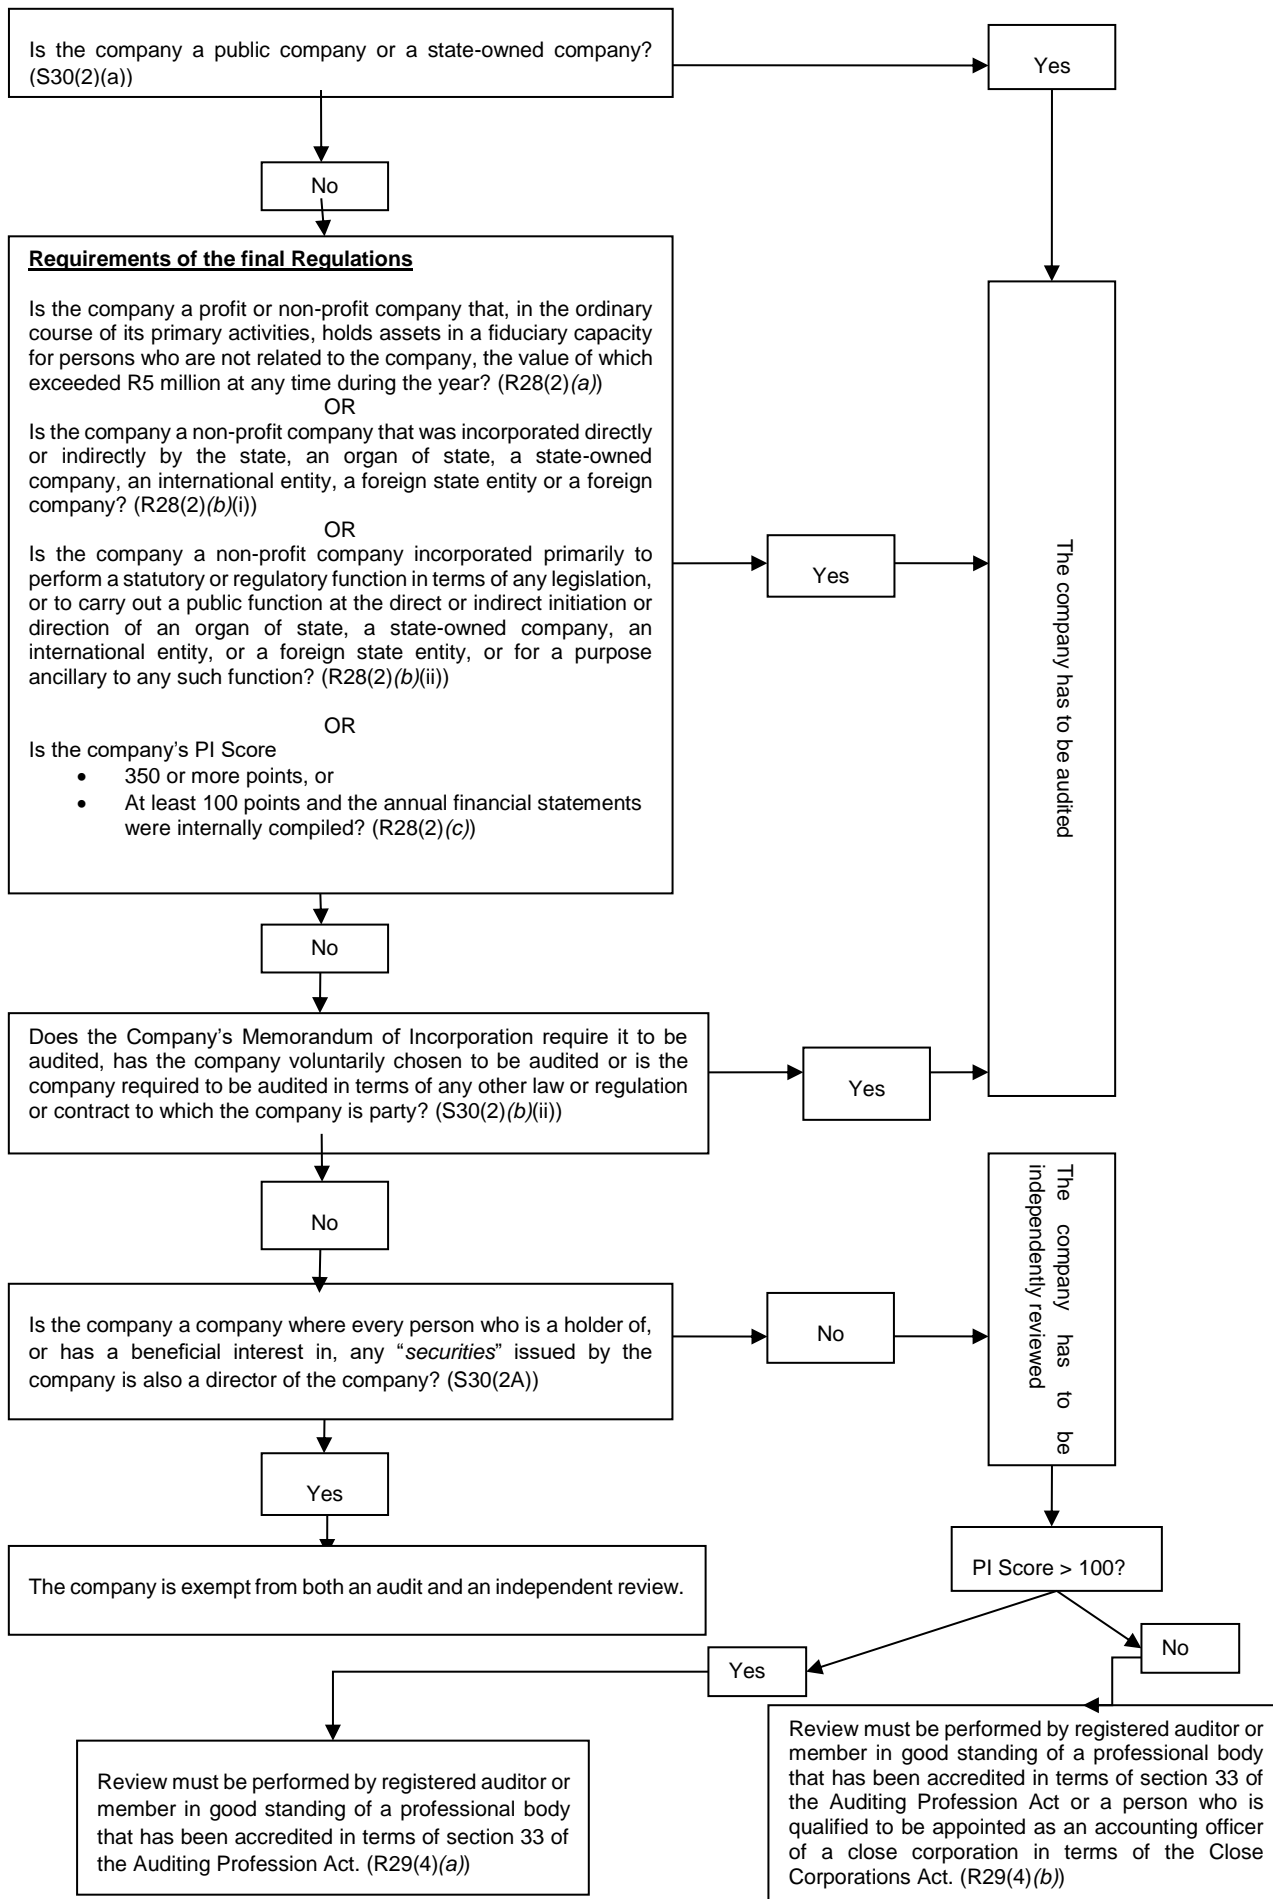 Is the company a public company or a state-owned company?
(S30(2)(a))
Yes
No
Requirements of the final Regulations
Is the company a profit or non-profit company that, in the ordinary
course of its primary activities, holds assets in a fiduciary capacity
for persons who are not related to the company, the value of which
exceeded R5 million at any time during the year? (R28(2)(a))
OR
Is the company a non-profit company that was incorporated directly
or indirectly by the state, an organ of state, a state-owned
company, an international entity, a foreign state entity or a foreign
company? (R28(2)(b)(i))
OR
Is the company a non-profit company incorporated primarily to
perform a statutory or regulatory function in terms of any legislation,
or to carry out a public function at the direct or indirect initiation or
direction of an organ of state, a state-owned company, an
international entity, or a foreign state entity, or for a purpose
ancillary to any such function? (R28(2)(b)(ii))
OR
Is the company's PI Score
• 350 or more points, or
• At least 100 points and the annual financial statements
were internally compiled? (R28(2)(c))
Yes
The company has to be audited
No
Does the Company's Memorandum of Incorporation require it to be
audited, has the company voluntarily chosen to be audited or is the
company required to be audited in terms of any other law or regulation
or contract to which the company is party? (S30(2)(b)(ii))
Yes
No
Is the company a company where every person who is a holder of,
or has a beneficial interest in, any “securities” issued by the
company is also a director of the company? (S30(2A))
No
The company has to be
independently reviewed
Yes
The company is exempt from both an audit and an independent review.
PI Score > 100?
Yes
No
Review must be performed by registered auditor or
member in good standing of a professional body
that has been accredited in terms of section 33 of
the Auditing Profession Act. (R29(4)(a))
Review must be performed by registered auditor or
member in good standing of a professional body
that has been accredited in terms of section 33 of
the Auditing Profession Act or a person who is
qualified to be appointed as an accounting officer
of a close corporation in terms of the Close
Corporations Act. (R29(4)(b))